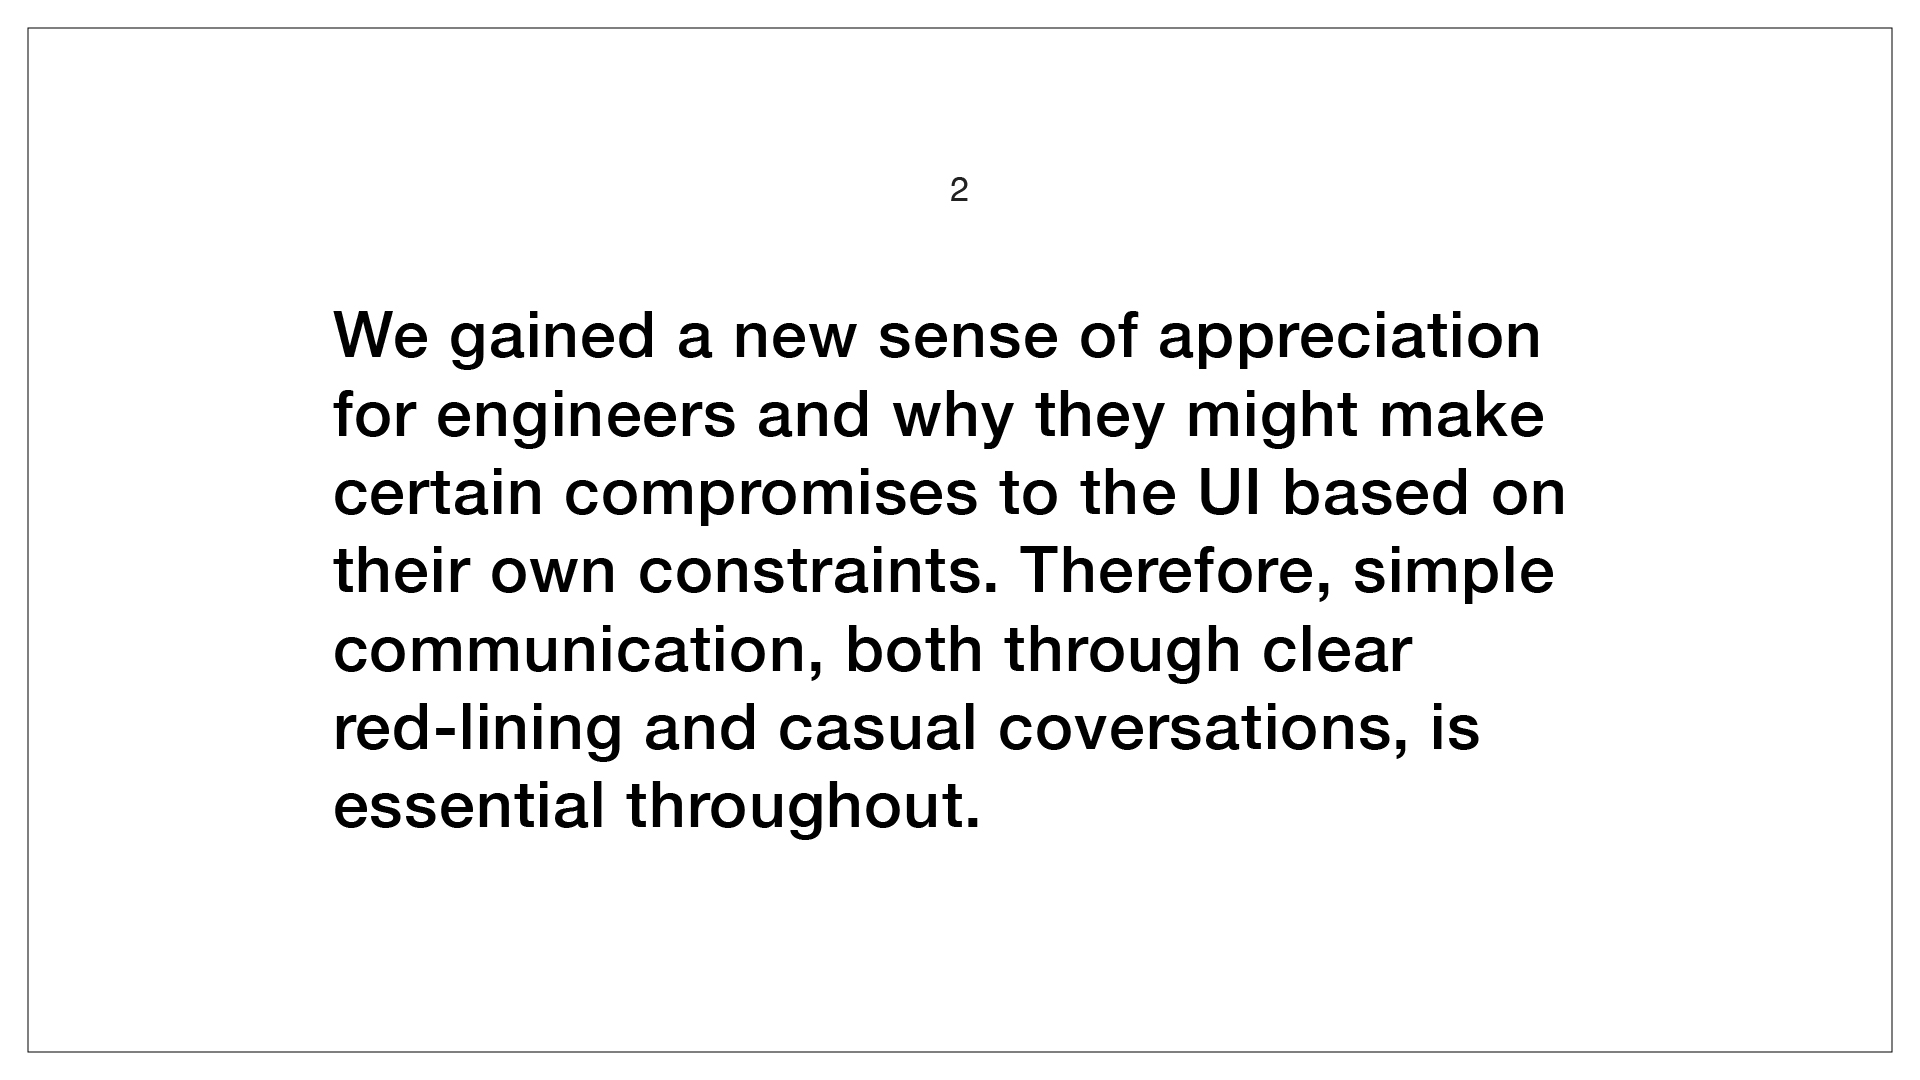 2
We gained a new sense of appreciation
for engineers and why they might make
certain compromises to the UI based on
their own constraints. Therefore, simple
communication, both through clear
red-lining and casual coversations, is
essential throughout.